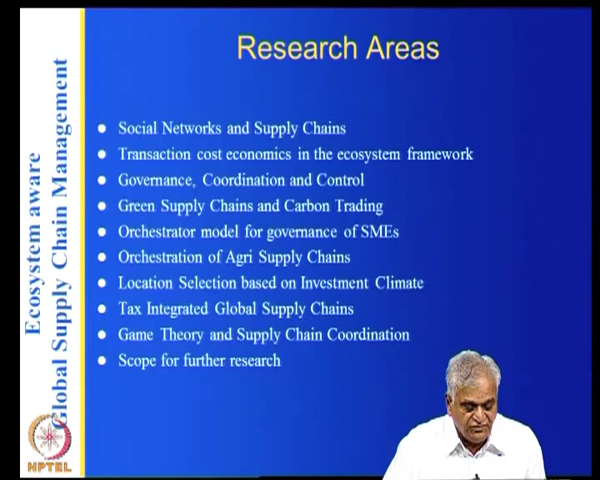 Research Areas
Social Networks and Supply Chains
Transaction cost economics in the ecosystem framework
Governance, Coordination and Control
Green Supply Chains and Carbon Trading
Orchestrator model for governance of SMEs
Orchestration of Agri Supply Chains
Location Selection based on Investment Climate
Tax Integrated Global Supply Chains
Game Theory and Supply Chain Coordination
Scope for further research
Ecosystem aware
Global Supply Chain Management
NPTEL